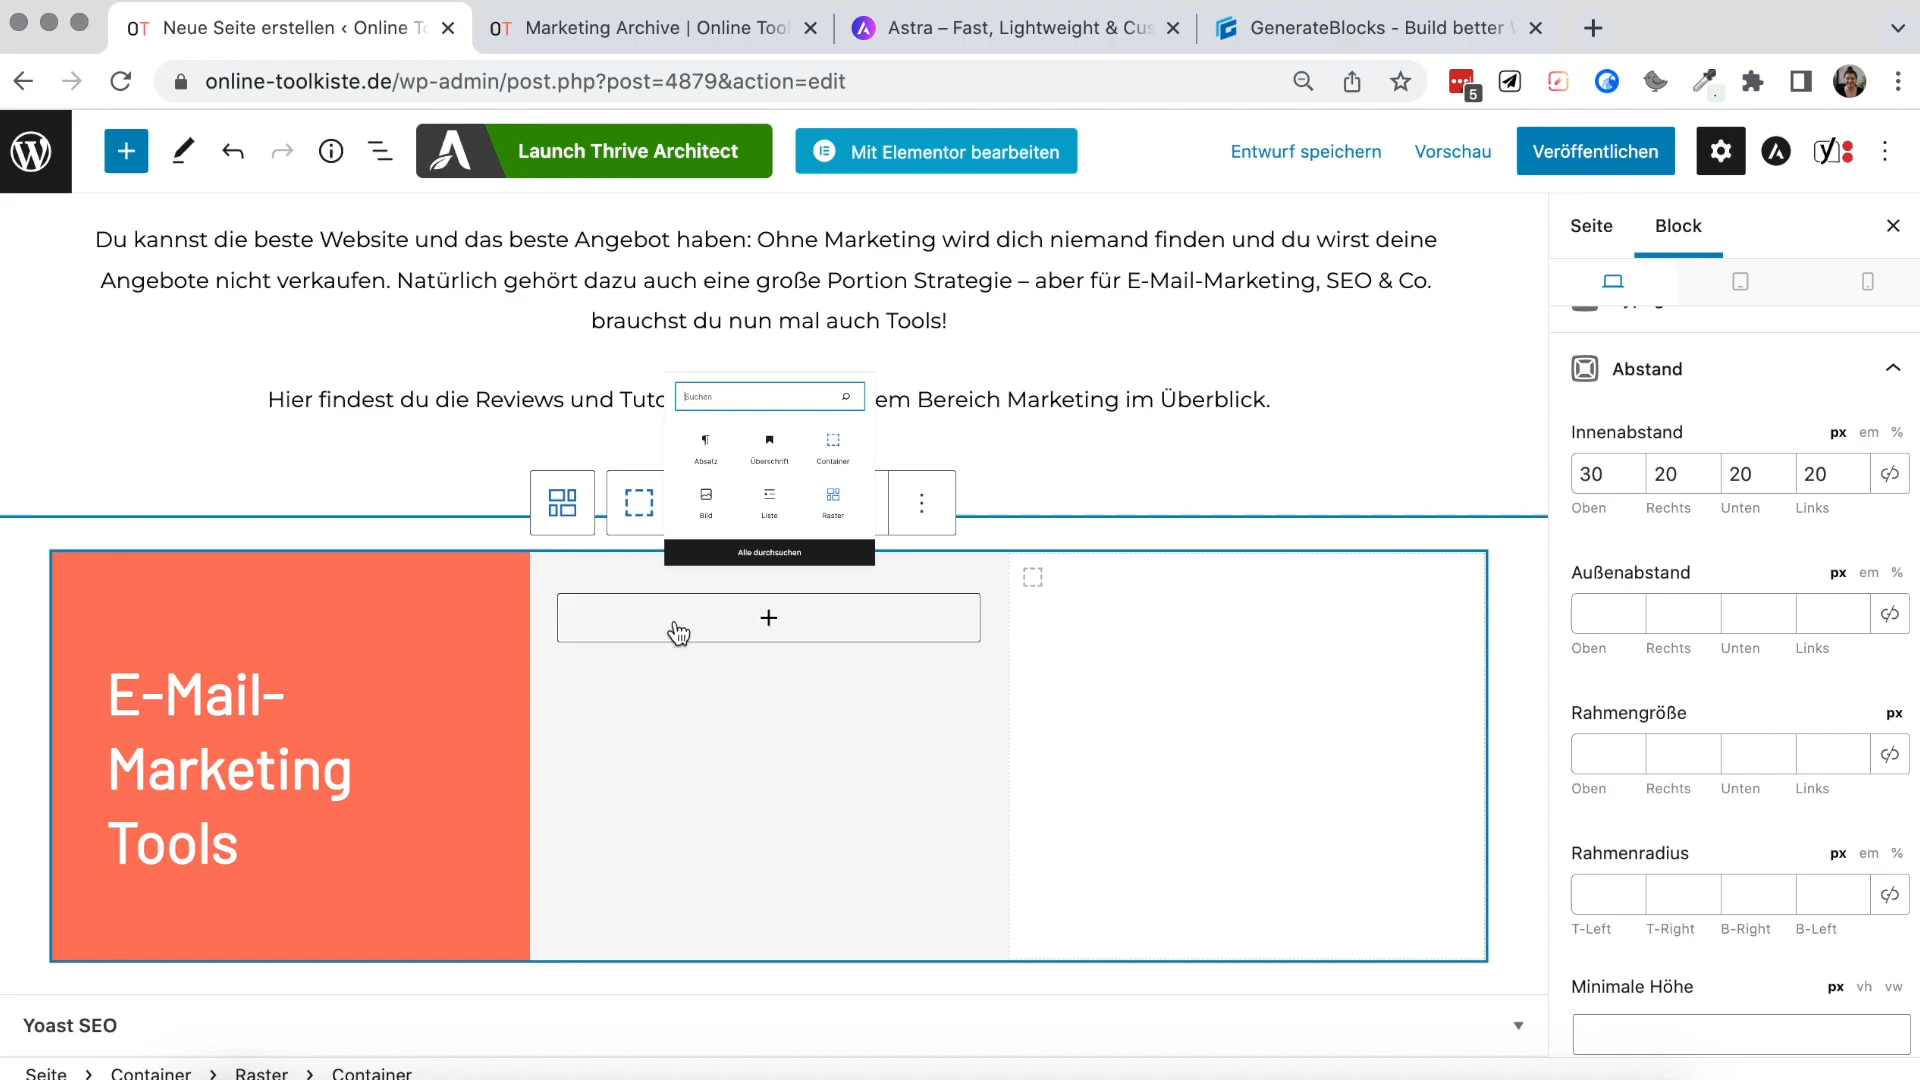 OT Neue Seite erstellen ‹ Online To
OT Marketing Archive | Online Tool
Astra – Fast, Lightweight & Cus
GenerateBlocks - Build better W
online-toolkiste.de/wp-admin/post.php?post=4879&action=edit
5
Launch Thrive Architect
Mit Elementor bearbeiten
Entwurf speichern
Vorschau
Veröffentlichen
Du kannst die beste Website und das beste Angebot haben: Ohne Marketing wird dich niemand finden und du wirst deine
Angebote nicht verkaufen. Natürlich gehört dazu auch eine große Portion Strategie – aber für E-Mail-Marketing, SEO & Co.
brauchst du nun mal auch Tools!
Hier findest du die Reviews und Tuto
em Bereich Marketing im Überblick.
Suchen
Absatz Überschrift Container
Bild Liste Raster
Alle durchsuchen
+
E-Mail-
Marketing
Tools
Yoast SEO
Seite > Container > Raster > Container
Seite Block
Abstand
Innenabstand px em %
30 20 20 20
Oben Rechts Unten Links
Außenabstand px em %
Oben Rechts Unten Links
Rahmengröße px
Oben Rechts Unten Links
Rahmenradius px em %
T-Left T-Right B-Right B-Left
Minimale Höhe px vh vw